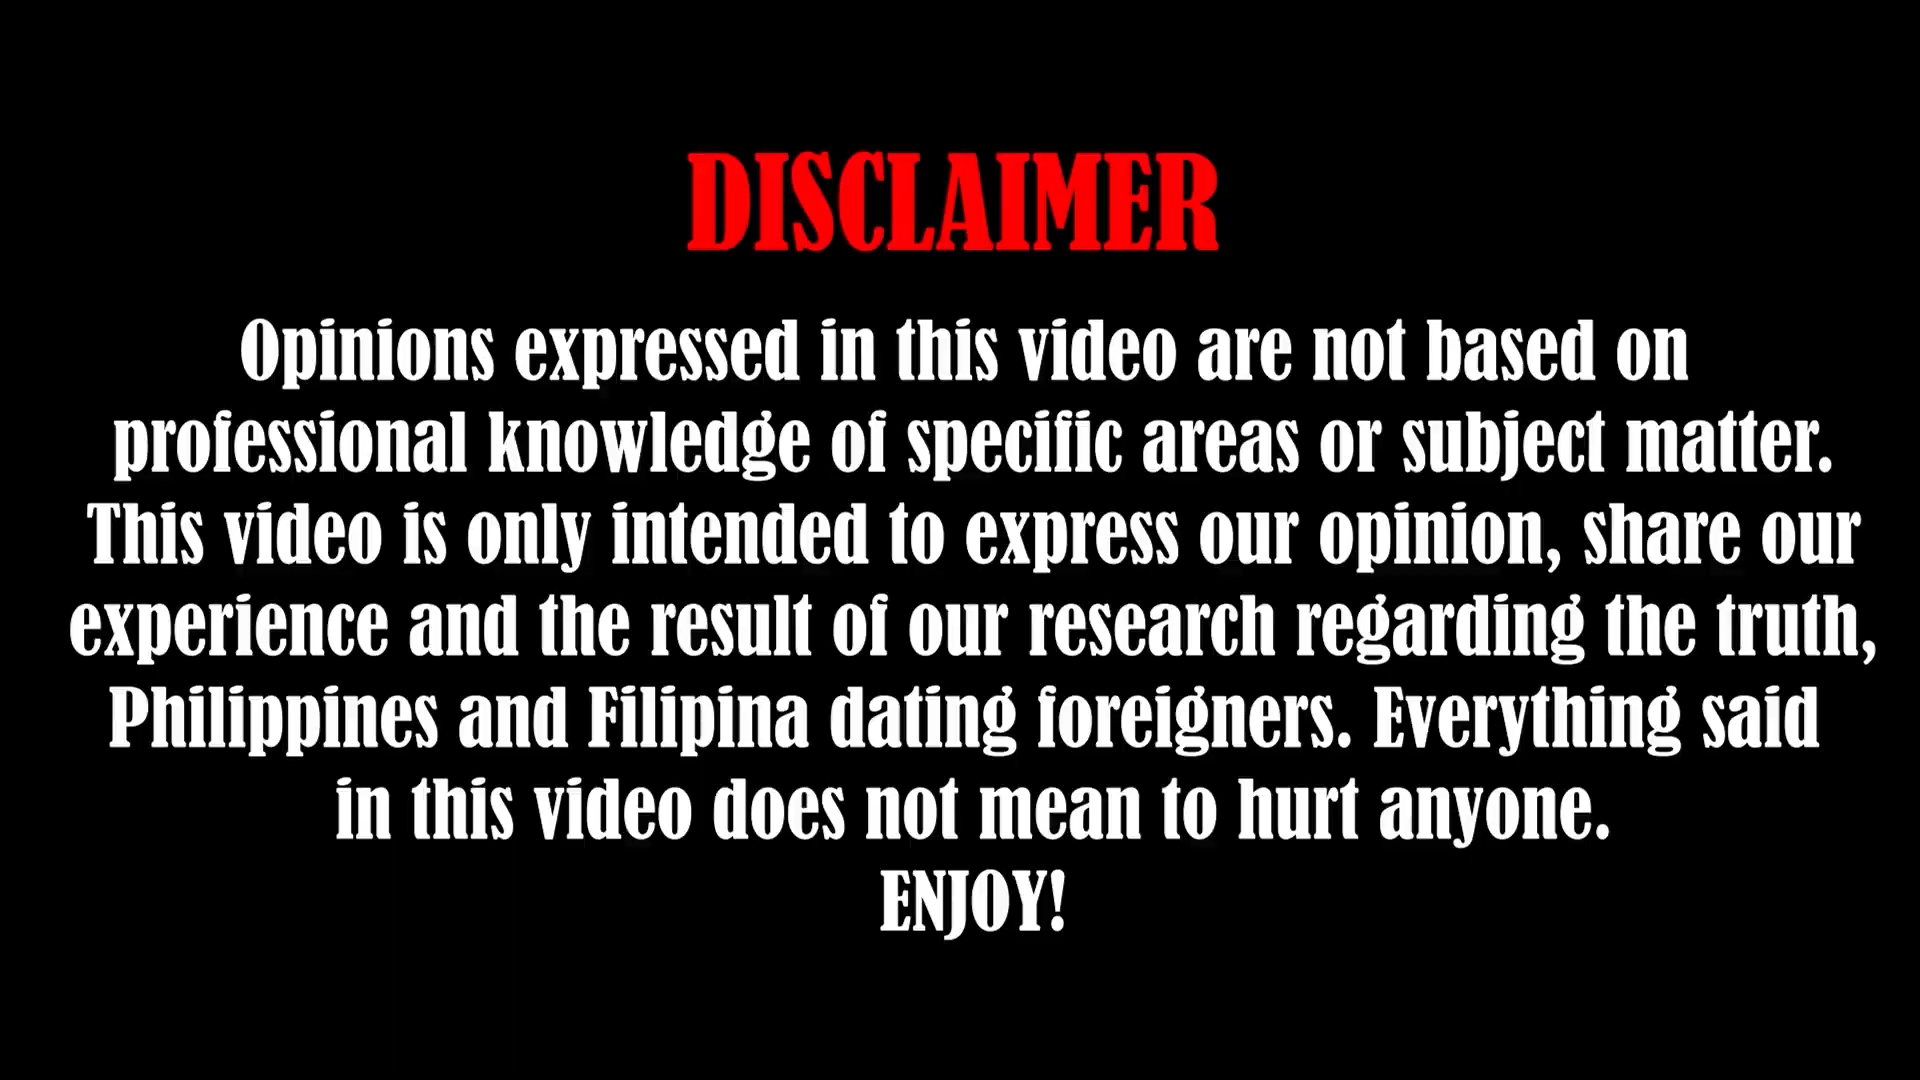 DISCLAIMER
Opinions expressed in this video are not based on
professional knowledge of specific areas or subject matter.
This video is only intended to express our opinion, share our
experience and the result of our research regarding the truth,
Philippines and Filipina dating foreigners. Everything said
in this video does not mean to hurt anyone.
ENJOY!